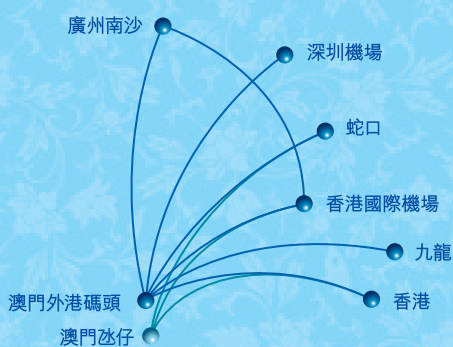 廣州南沙
深圳機場
蛇口
香港國際機場
九龍
香港
澳門外港碼頭
澳門氹仔